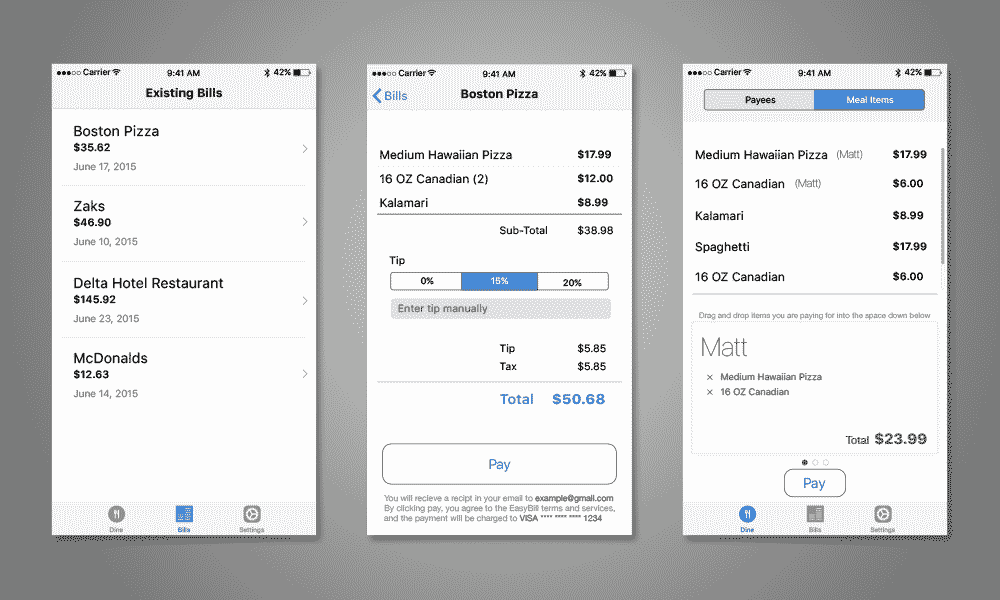 Carrier 9:41 AM 42%
Existing Bills
Boston Pizza
$35.62
June 17, 2015
Zaks
$46.90
June 10, 2015
Delta Hotel Restaurant
$145.92
June 23, 2015
McDonalds
$12.63
June 14, 2015
Dine Bills Settings
Carrier 9:41 AM 42%
Bills Boston Pizza
Medium Hawaiian Pizza $17.99
16 OZ Canadian (2) $12.00
Kalamari $8.99
Sub-Total $38.98
Tip
0% 15% 20%
Enter tip manually
Tip $5.85
Tax $5.85
Total $50.68
Pay
You will recieve a recipt in your email to example@gmail.com
By clicking pay, you agree to the EasyBill terms and services,
and the payment will be charged to VISA **** **** **** 1234
Carrier 9:41 AM 42%
Payees Meal Items
Medium Hawaiian Pizza (Matt) $17.99
16 OZ Canadian (Matt) $6.00
Kalamari $8.99
Spaghetti $17.99
16 OZ Canadian $6.00
Drag and drop items you are paying for into the space down below
Matt
× Medium Hawaiian Pizza
× 16 OZ Canadian
Total $23.99
Pay
Dine Bills Settings